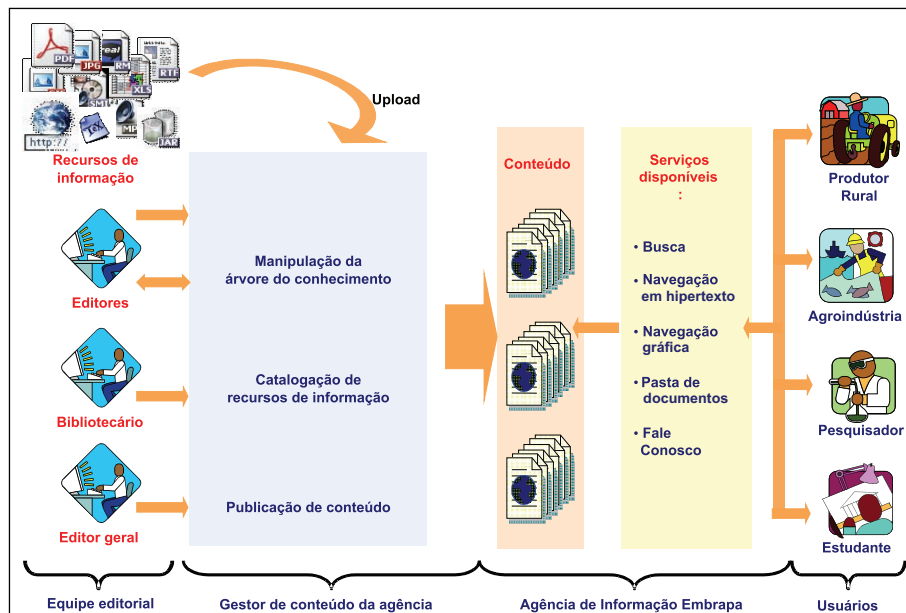 PDF
JPG
RM
RTF
XLS
http://
TeX
JAR
Upload
Recursos de
informação
Editores
Bibliotecário
Editor geral
Manipulação da
árvore do conhecimento
Catalogação de
recursos de informação
Publicação de conteúdo
Conteúdo
Serviços
disponíveis
:
• Busca
• Navegação
em hipertexto
• Navegação
gráfica
• Pasta de
documentos
• Fale
Conosco
Produtor
Rural
Agroindústria
Pesquisador
Estudante
Equipe editorial
Gestor de conteúdo da agência
Agência de Informação Embrapa
Usuários